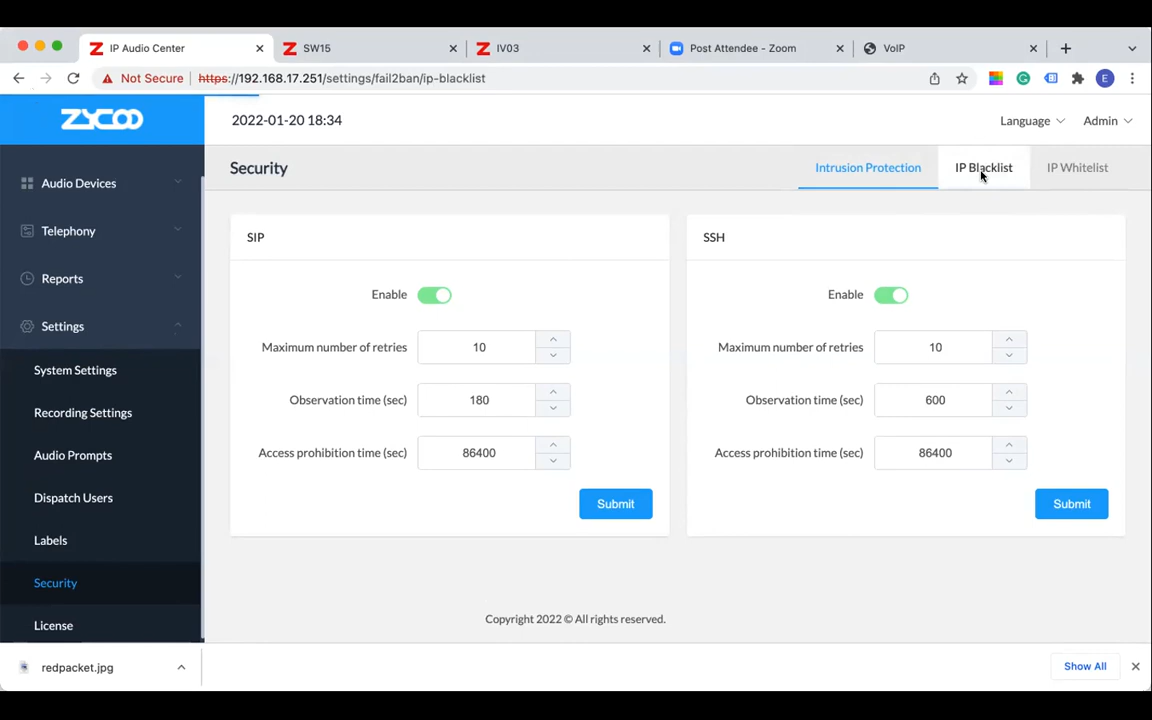 IP Audio Center
SW15
IV03
Post Attendee - Zoom
VoIP
Not Secure
https://192.168.17.251/settings/fail2ban/ip-blacklist
E
ZYCOO
2022-01-20 18:34
Language
Admin
Security
Intrusion Protection
IP Blacklist
IP Whitelist
Audio Devices
Telephony
Reports
Settings
System Settings
Recording Settings
Audio Prompts
Dispatch Users
Labels
Security
License
SIP
Enable
Maximum number of retries 10
Observation time (sec) 180
Access prohibition time (sec) 86400
Submit
SSH
Enable
Maximum number of retries 10
Observation time (sec) 600
Access prohibition time (sec) 86400
Submit
Copyright 2022 © All rights reserved.
redpacket.jpg
Show All